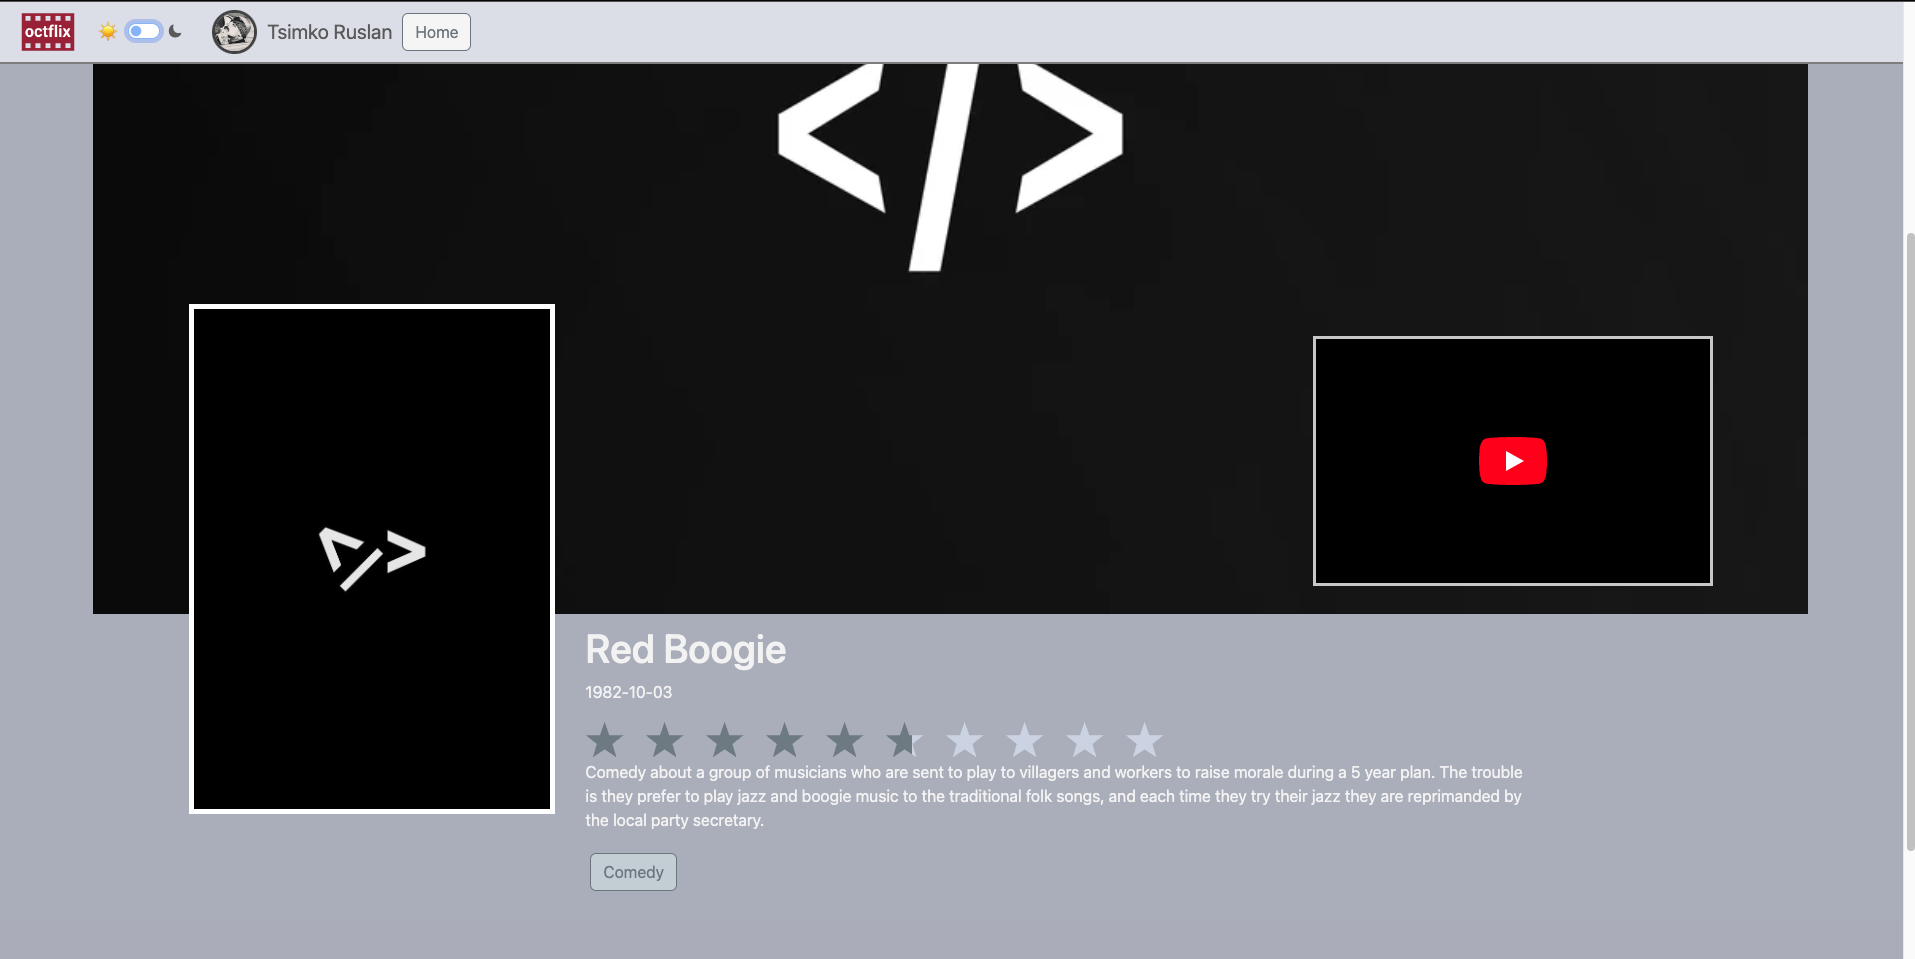 octflix
Tsimko Ruslan
Home
</>
</>
Red Boogie
1982-10-03
Comedy about a group of musicians who are sent to play to villagers and workers to raise morale during a 5 year plan. The trouble
is they prefer to play jazz and boogie music to the traditional folk songs, and each time they try their jazz they are reprimanded by
the local party secretary.
Comedy